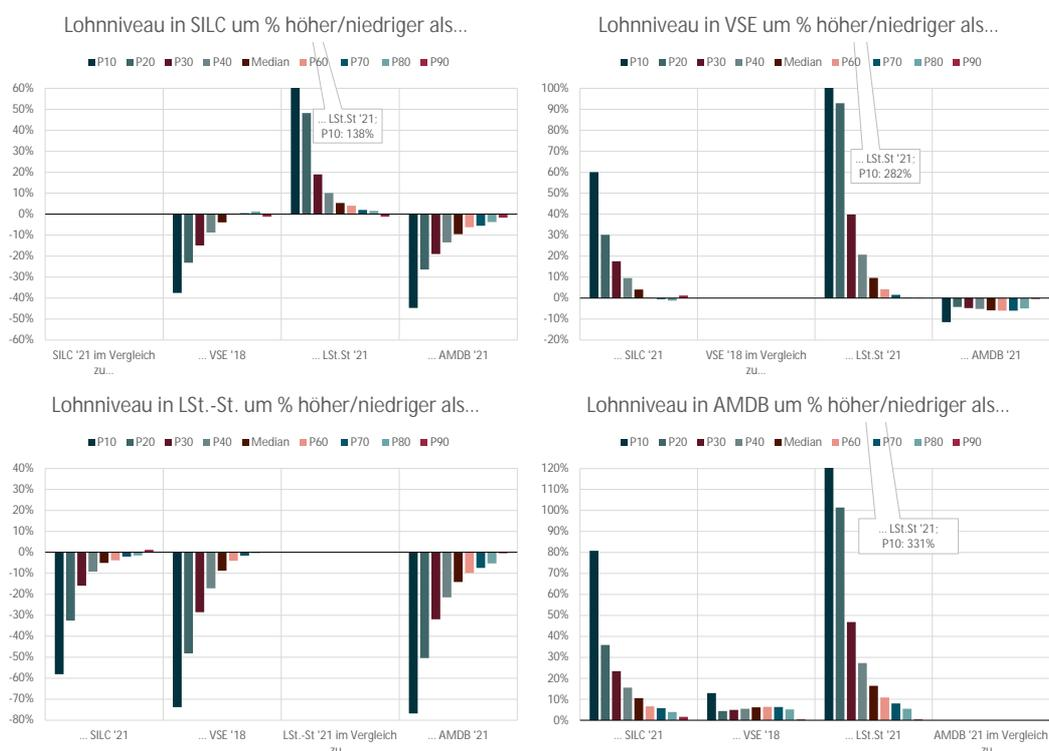 Lohnniveau in SILC um % höher/niedriger als...
P10 P20 P30 P40 Median P60 P70 P80 P90
60%
50%
40%
30%
20%
10%
0%
-10%
-20%
-30%
-40%
-50%
-60%
... LSt.St '21;
P10: 138%
SILC '21 im Vergleich
zu...
... VSE '18
... LSt.St '21
... AMDB '21
Lohnniveau in VSE um % höher/niedriger als...
P10 P20 P30 P40 Median P60 P70 P80 P90
100%
90%
80%
70%
60%
50%
40%
30%
20%
10%
0%
-10%
-20%
... LSt.St '21;
P10: 282%
... SILC '21
VSE '18 im Vergleich
zu...
... LSt.St '21
... AMDB '21
Lohnniveau in LSt.-St. um % höher/niedriger als...
P10 P20 P30 P40 Median P60 P70 P80 P90
40%
30%
20%
10%
0%
-10%
-20%
-30%
-40%
-50%
-60%
-70%
-80%
... SILC '21
... VSE '18
LSt.-St '21 im Vergleich
zu
... AMDB '21
Lohnniveau in AMDB um % höher/niedriger als...
P10 P20 P30 P40 Median P60 P70 P80 P90
120%
110%
100%
90%
80%
70%
60%
50%
40%
30%
20%
10%
0%
... LSt.St '21;
P10: 331%
... SILC '21
... VSE '18
... LSt.St '21
AMDB '21 im Vergleich
zu